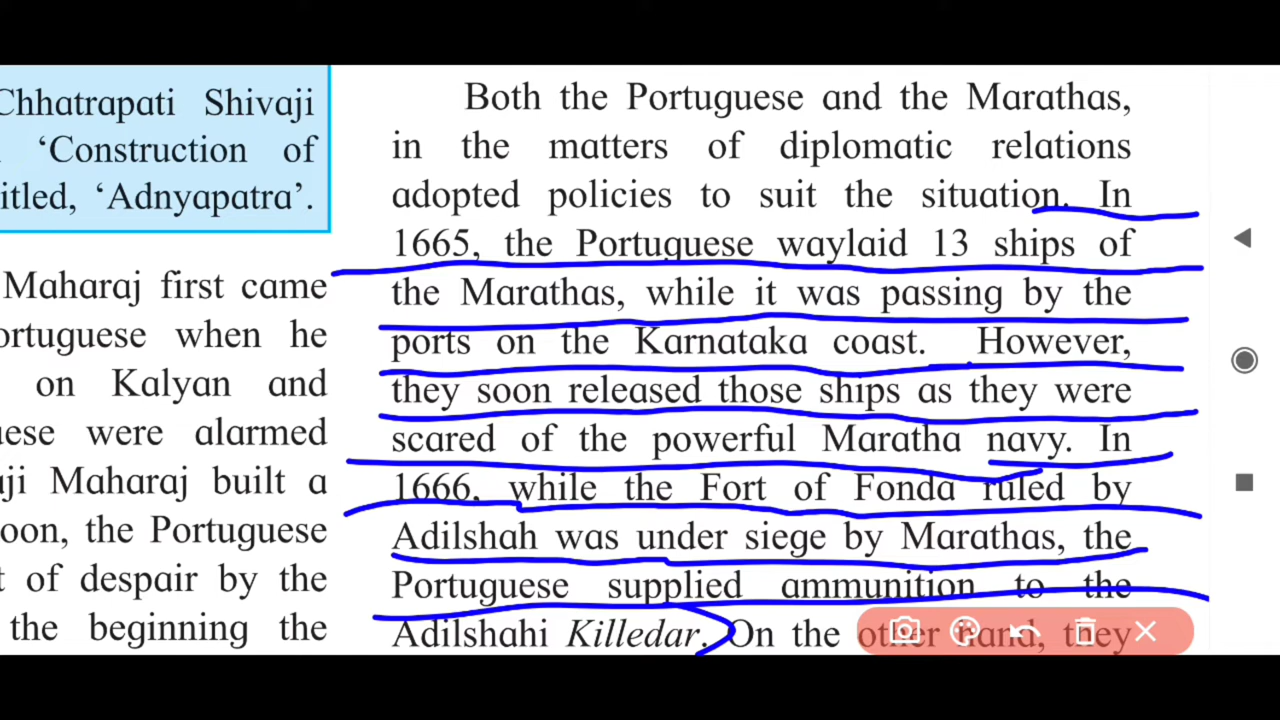 Chhatrapati Shivaji
'Construction of
itled, 'Adnyapatra'.
Maharaj first came
ortuguese when he
on Kalyan and
uese were alarmed
aji Maharaj built a
oon, the Portuguese
t of despair by the
the beginning the
Both the Portuguese and the Marathas,
in the matters of diplomatic relations
adopted policies to suit the situation. In
1665, the Portuguese waylaid 13 ships of
the Marathas, while it was passing by the
ports on the Karnataka coast. However,
they soon released those ships as they were
scared of the powerful Maratha navy. In
1666, while the Fort of Fonda ruled by
Adilshah was under siege by Marathas, the
Portuguese supplied ammunition to the
Adilshahi Killedar. On the other hand, they